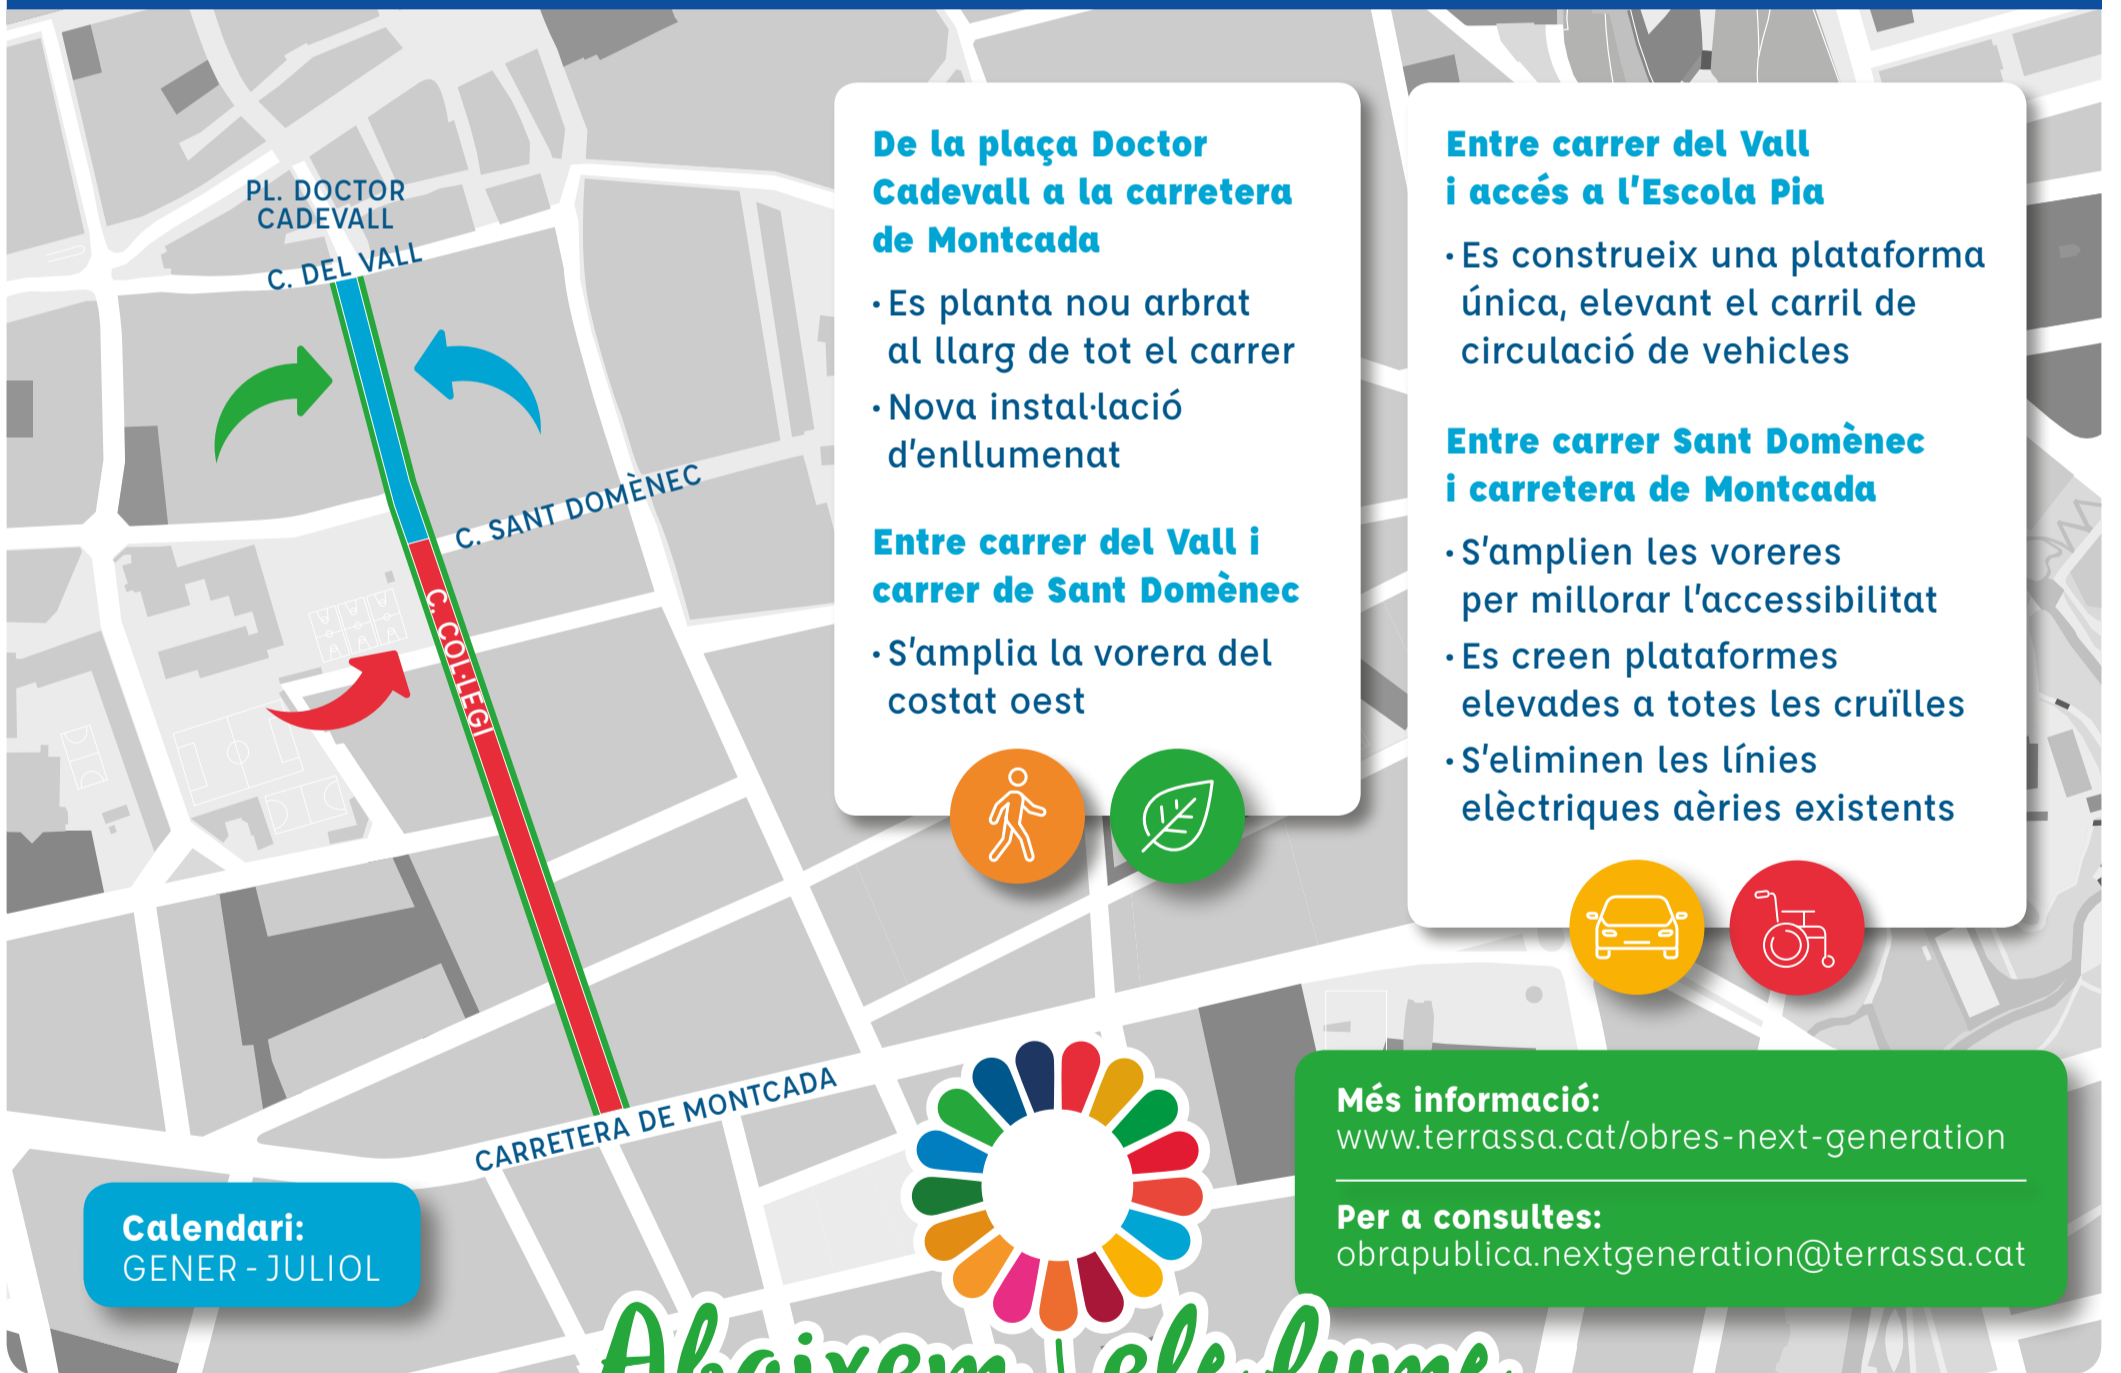 PL. DOCTOR
CADEVALL
C. DEL VALL
C. SANT DOMÈNEC
C. COL·LEGI
CARRETERA DE MONTCADA
De la plaça Doctor
Cadevall a la carretera
de Montcada
· Es planta nou arbrat
al llarg de tot el carrer
· Nova instal·lació
d'enllumenat
Entre carrer del Vall i
carrer de Sant Domènec
· S'amplia la vorera del
costat oest
Entre carrer del Vall
i accés a l'Escola Pia
· Es construeix una plataforma
única, elevant el carril de
circulació de vehicles
Entre carrer Sant Domènec
i carretera de Montcada
· S'amplien les voreres
per millorar l'accessibilitat
· Es creen plataformes
elevades a totes les cruïlles
· S'eliminen les línies
elèctriques aèries existents
Calendari:
GENER - JULIOL
Més informació:
www.terrassa.cat/obres-next-generation
Per a consultes:
obrapublica.nextgeneration@terrassa.cat
Abaixem els fums